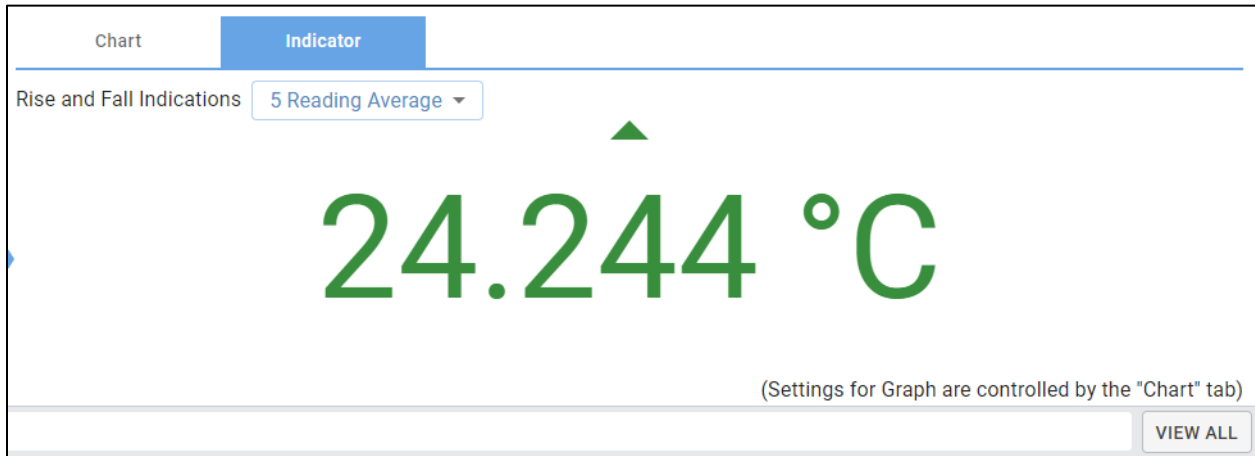 Chart Indicator
Rise and Fall Indications 5 Reading Average
24.244 °C
(Settings for Graph are controlled by the "Chart" tab)
VIEW ALL